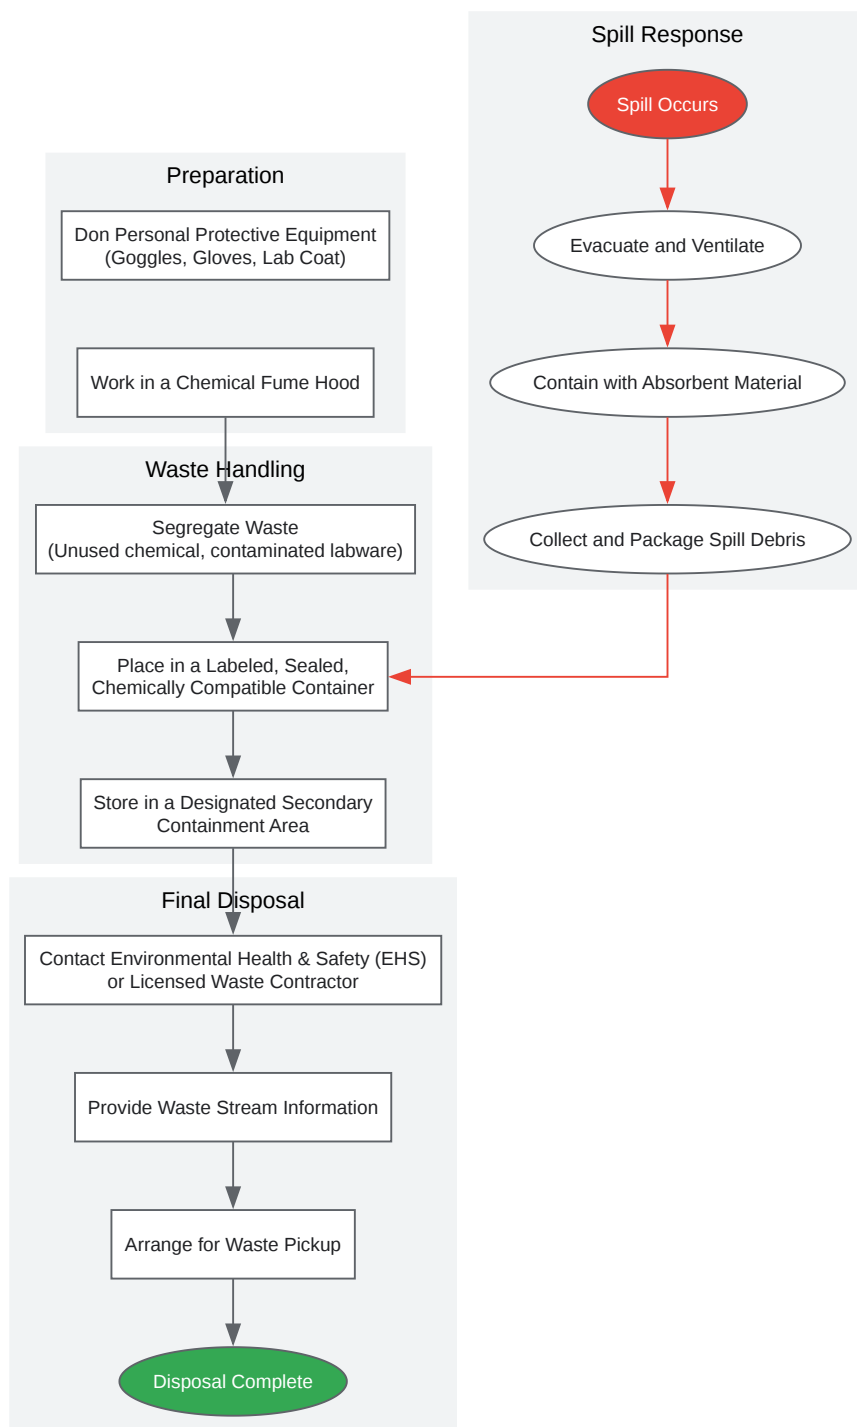 Spill Response
Spill Occurs
Evacuate and Ventilate
Contain with Absorbent Material
Collect and Package Spill Debris
Preparation
Don Personal Protective Equipment
(Goggles, Gloves, Lab Coat)
Work in a Chemical Fume Hood
Waste Handling
Segregate Waste
(Unused chemical, contaminated labware)
Place in a Labeled, Sealed,
Chemically Compatible Container
Store in a Designated Secondary
Containment Area
Final Disposal
Contact Environmental Health & Safety (EHS)
or Licensed Waste Contractor
Provide Waste Stream Information
Arrange for Waste Pickup
Disposal Complete